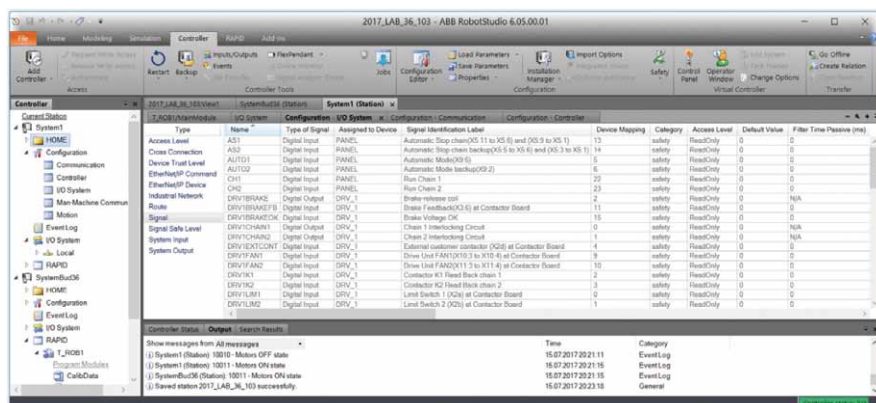 2017_LAB_36_103 - ABB RobotStudio 6.05.00.01
File Home Modeling Simulation Controller RAPID Add-Ins
Add Controller
Request Write Access
Release Write Access
Access
Restart Backup
Inputs/Outputs
Events
FlexPendant
Jobs
Controller Tools
Configuration Editor
Load Parameters
Save Parameters
Properties
Installation Manager
Import Options
Configuration
Safety
Control Panel
Operator Window
Change Options
Virtual Controller
Go Offline
Create Relation
Transfer
Controller
Current Station
System1
HOME
Configuration
Communication
Controller
I/O System
Man-Machine Commun
Motion
EventLog
I/O System
Local
RAPID
SystemBud36
HOME
Configuration
EventLog
I/O System
RAPID
T_ROB1
Program Modules
CalibData
2017_LAB_36_103:View1 SystemBud36 (Station) System1 (Station)
T_ROB1/MainModule I/O System Configuration - I/O System Configuration - Communication Configuration - Controller
Type
Access Level
Cross Connection
Device Trust Level
EtherNet/IP Command
EtherNet/IP Device
Industrial Network
Route
Signal
Signal Safe Level
System Input
System Output
Name Type of Signal Assigned to Device Signal Identification Label Device Mapping Category Access Level Default Value Filter Time Passive (ms)
AS1 Digital Input PANEL Automatic Stop chain(X5:11 to X5:6) and (X5:9 to X5:1) 13 safety ReadOnly 0 0
AS2 Digital Input PANEL Automatic Stop chain backup(X5:5 to X5:6) and (X5:3 to X5:1) 14 safety ReadOnly 0 0
AUTO1 Digital Input PANEL Automatic Mode(X9:6) 5 safety ReadOnly 0 0
AUTO2 Digital Input PANEL Automatic Mode backup(X9:2) 6 safety ReadOnly 0 0
CH1 Digital Input PANEL Run Chain 1 22 safety ReadOnly 0 0
CH2 Digital Input PANEL Run Chain 2 23 safety ReadOnly 0 0
DRV1BRAKE Digital Output DRV_1 Brake-release coil 2 safety ReadOnly 0 N/A
DRV1BRAKEFB Digital Input DRV_1 Brake Feedback(X3:6) at Contactor Board 11 safety ReadOnly 0 0
DRV1BRAKEOK Digital Input DRV_1 Brake Voltage OK 15 safety ReadOnly 0 0
DRV1CHAIN1 Digital Output DRV_1 Chain 1 Interlocking Circuit 0 safety ReadOnly 0 N/A
DRV1CHAIN2 Digital Output DRV_1 Chain 2 Interlocking Circuit 1 safety ReadOnly 0 N/A
DRV1EXTCONT Digital Input DRV_1 External customer contactor (X2d) at Contactor Board 4 safety ReadOnly 0 0
DRV1FAN1 Digital Input DRV_1 Drive Unit FAN1(X10:3 to X10:4) at Contactor Board 9 safety ReadOnly 0 0
DRV1FAN2 Digital Input DRV_1 Drive Unit FAN2(X11:3 to X11:4) at Contactor Board 10 safety ReadOnly 0 0
DRV1K1 Digital Input DRV_1 Contactor K1 Read Back chain 1 2 safety ReadOnly 0 0
DRV1K2 Digital Input DRV_1 Contactor K2 Read Back chain 2 3 safety ReadOnly 0 0
DRV1LIM1 Digital Input DRV_1 Limit Switch 1 (X2a) at Contactor Board 0 safety ReadOnly 0 0
DRV1LIM2 Digital Input DRV_1 Limit Switch 2 (X2b) at Contactor Board 1 safety ReadOnly 0 0
Controller Status Output Search Results
Show messages from All messages Time Category
System1 (Station) 10010 - Motors OFF state 15.07.2017 20:21:11 EventLog
System1 (Station) 10011 - Motors ON state 15.07.2017 20:21:15 EventLog
SystemBud36 (Station) 10011 - Motors ON state 15.07.2017 20:21:15 EventLog
Saved station 2017_LAB_36_103 successfully. 15.07.2017 20:23:18 General